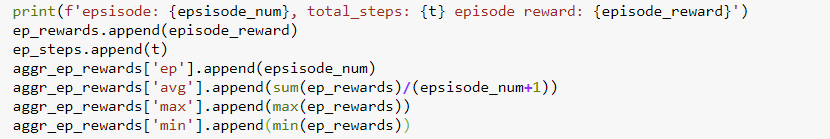 print(f'epsisode: {epsisode_num}, total_steps: {t} episode reward: {episode_reward}')
ep_rewards.append(episode_reward)
ep_steps.append(t)
aggr_ep_rewards['ep'].append(epsisode_num)
aggr_ep_rewards['avg'].append(sum(ep_rewards)/(epsisode_num+1))
aggr_ep_rewards['max'].append(max(ep_rewards))
aggr_ep_rewards['min'].append(min(ep_rewards))